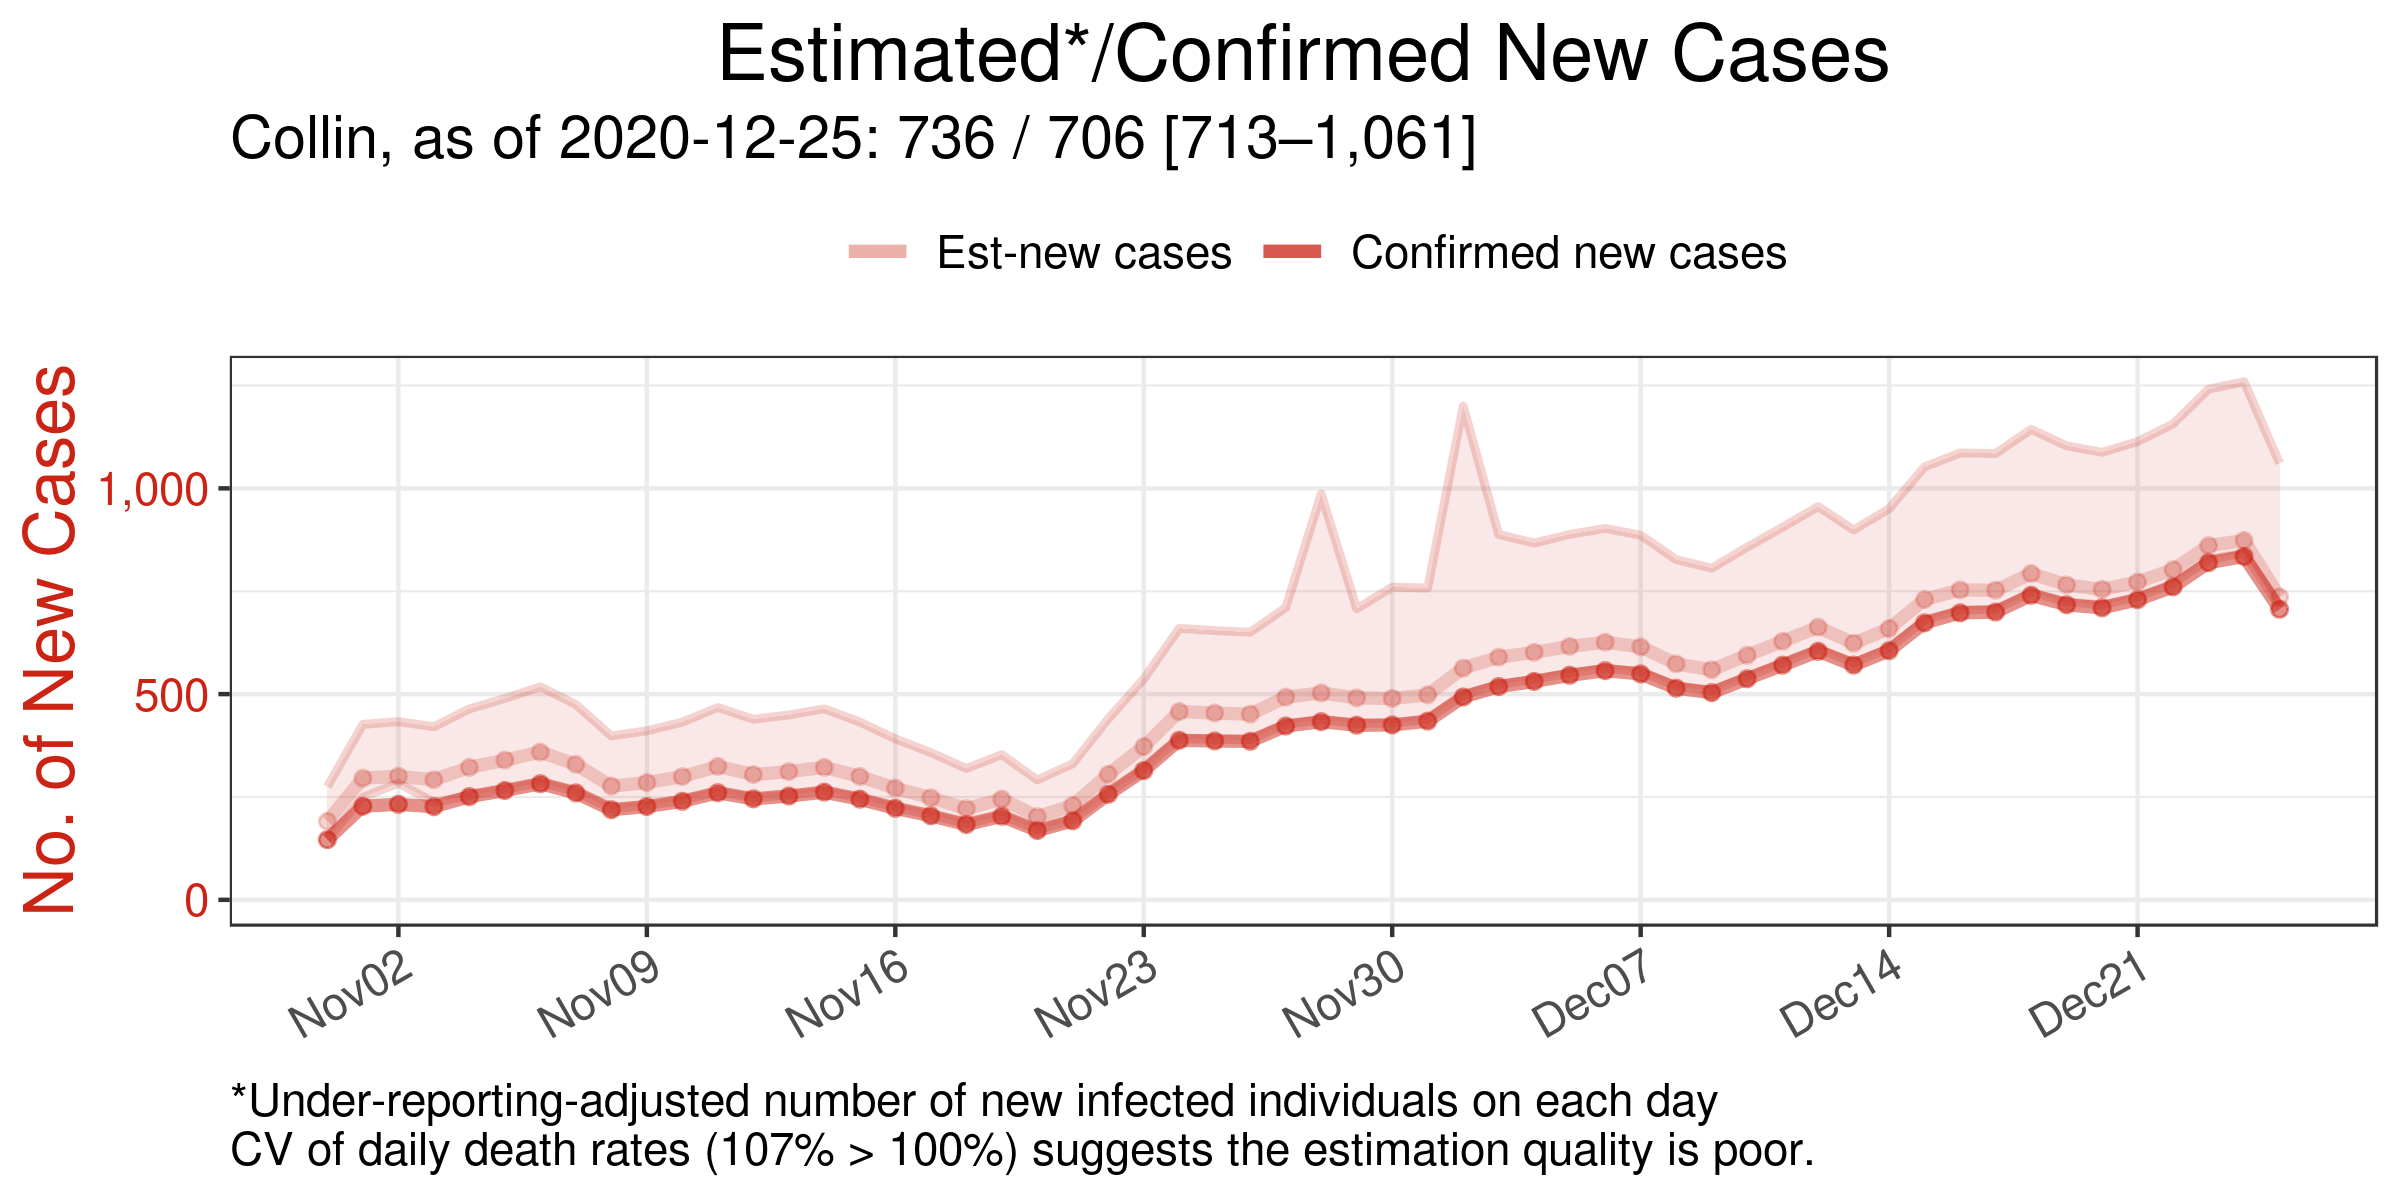 Estimated*/Confirmed New Cases
Collin, as of 2020-12-25: 736 / 706 [713–1,061]
Est-new cases
Confirmed new cases
No. of New Cases
1,000
500
0
Nov02
Nov09
Nov16
Nov23
Nov30
Dec07
Dec14
Dec21
*Under-reporting-adjusted number of new infected individuals on each day
CV of daily death rates (107% > 100%) suggests the estimation quality is poor.